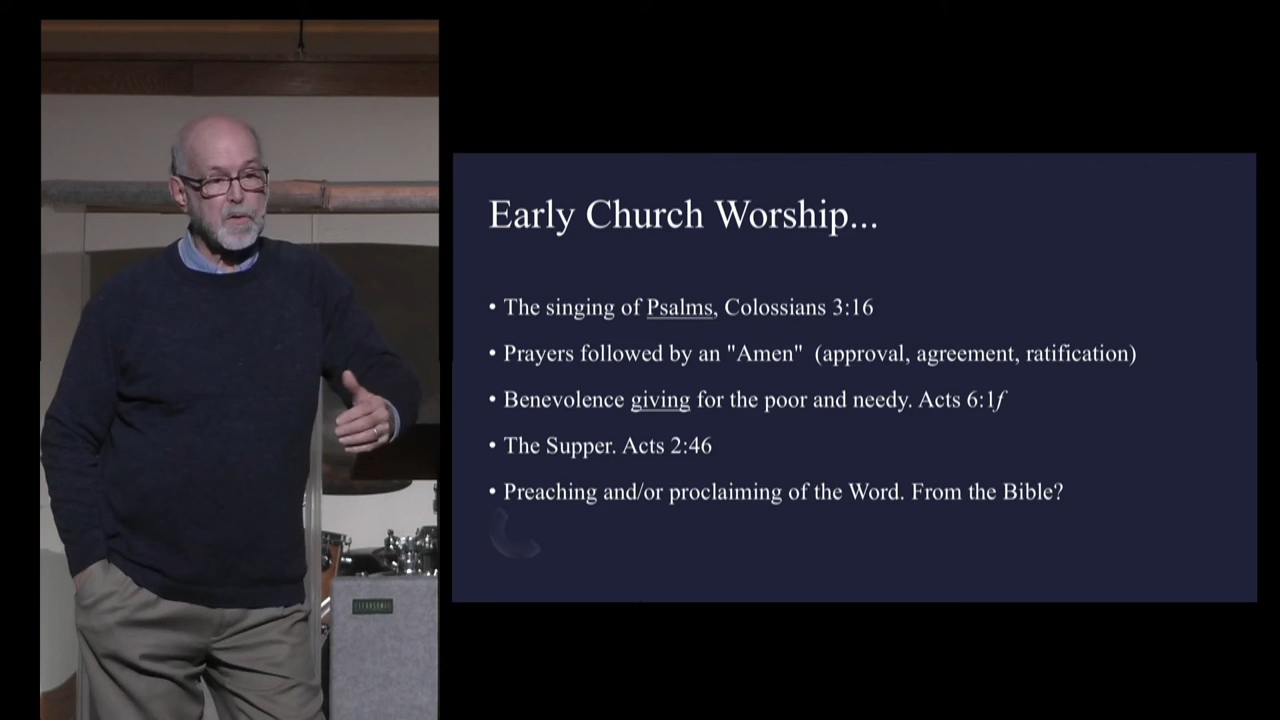 Early Church Worship...
• The singing of Psalms, Colossians 3:16
• Prayers followed by an "Amen"  (approval, agreement, ratification)
• Benevolence giving for the poor and needy. Acts 6:1f
• The Supper. Acts 2:46
• Preaching and/or proclaiming of the Word. From the Bible?